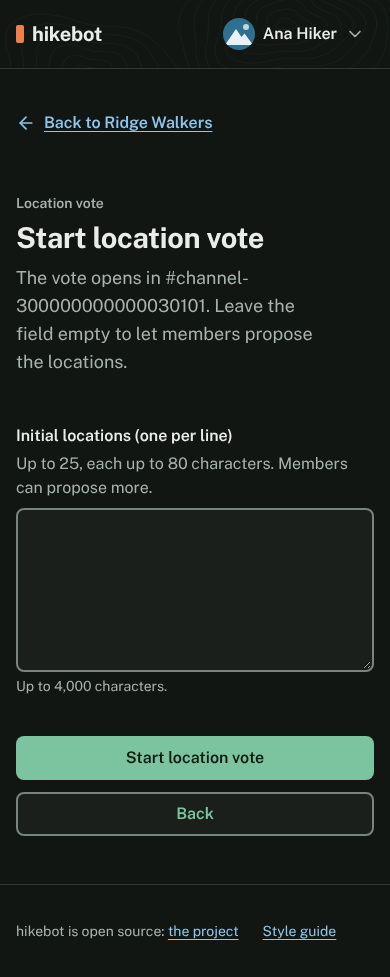 hikebot
Ana Hiker
Back to Ridge Walkers
Location vote
Start location vote
The vote opens in #channel-
300000000000030101. Leave the
field empty to let members propose
the locations.
Initial locations (one per line)
Up to 25, each up to 80 characters. Members
can propose more.
Up to 4,000 characters.
Start location vote
Back
hikebot is open source: the project Style guide